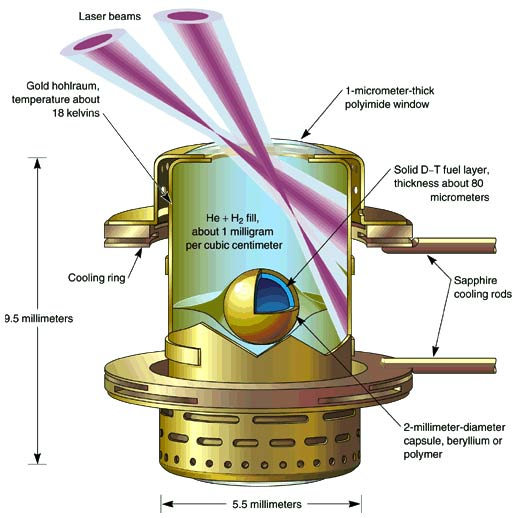 Laser beams
Gold hohlraum,
temperature about
18 kelvins
1-micrometer-thick
polyimide window
Solid D–T fuel layer,
thickness about 80
micrometers
He + H2 fill,
about 1 milligram
per cubic centimeter
Cooling ring
Sapphire
cooling rods
9.5 millimeters
2-millimeter-diameter
capsule, beryllium or
polymer
5.5 millimeters